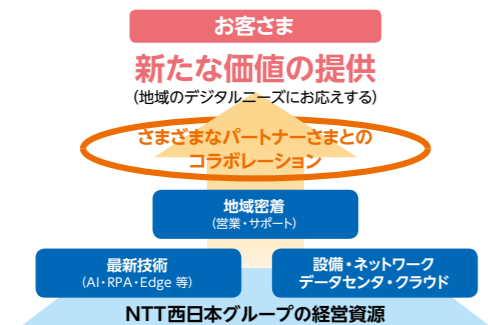 お客さま
新たな価値の提供
(地域のデジタルニーズにお応えする)
さまざまなパートナーさまとの
コラボレーション
地域密着
(営業・サポート)
最新技術
(AI・RPA・Edge 等)
設備・ネットワーク
データセンタ・クラウド
NTT西日本グループの経営資源